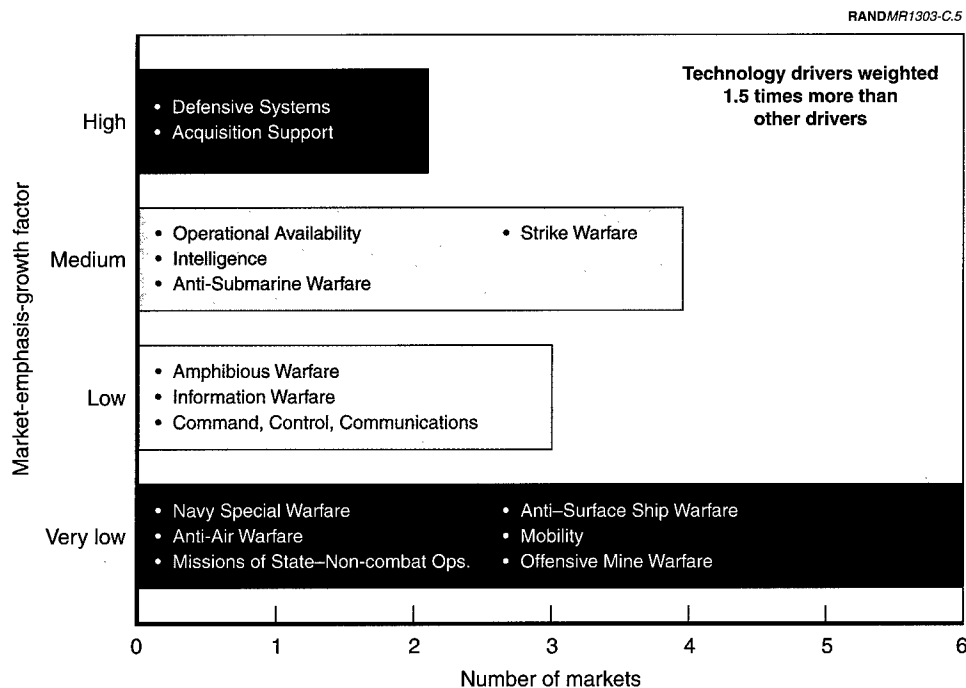 RANDMR1303-C.5
Technology drivers weighted
1.5 times more than
other drivers
Market-emphasis-growth factor
High
• Defensive Systems
• Acquisition Support
Medium
• Operational Availability
• Intelligence
• Anti-Submarine Warfare
• Strike Warfare
Low
• Amphibious Warfare
• Information Warfare
• Command, Control, Communications
Very low
• Navy Special Warfare
• Anti-Air Warfare
• Missions of State–Non-combat Ops.
• Anti–Surface Ship Warfare
• Mobility
• Offensive Mine Warfare
0 1 2 3 4 5 6
Number of markets